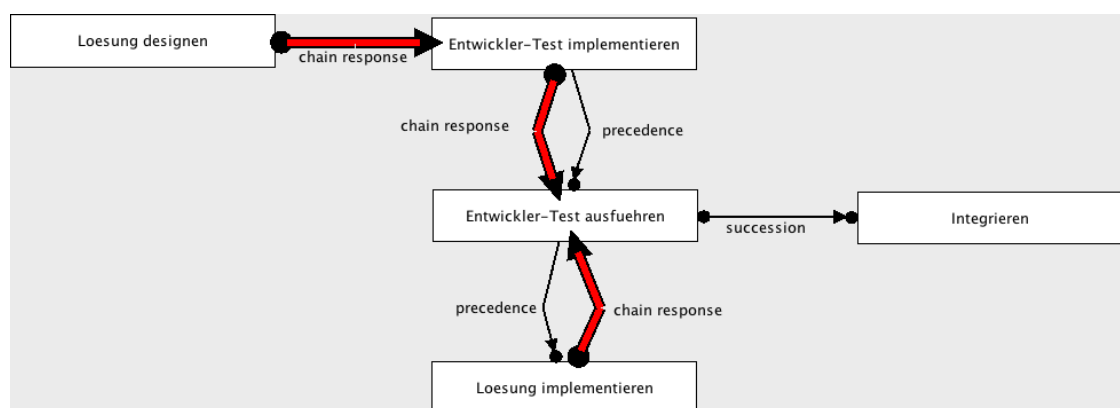 Loesung designen
Entwickler-Test implementieren
chain response
chain response
precedence
Entwickler-Test ausfuehren
Integrieren
succession
precedence
chain response
Loesung implementieren